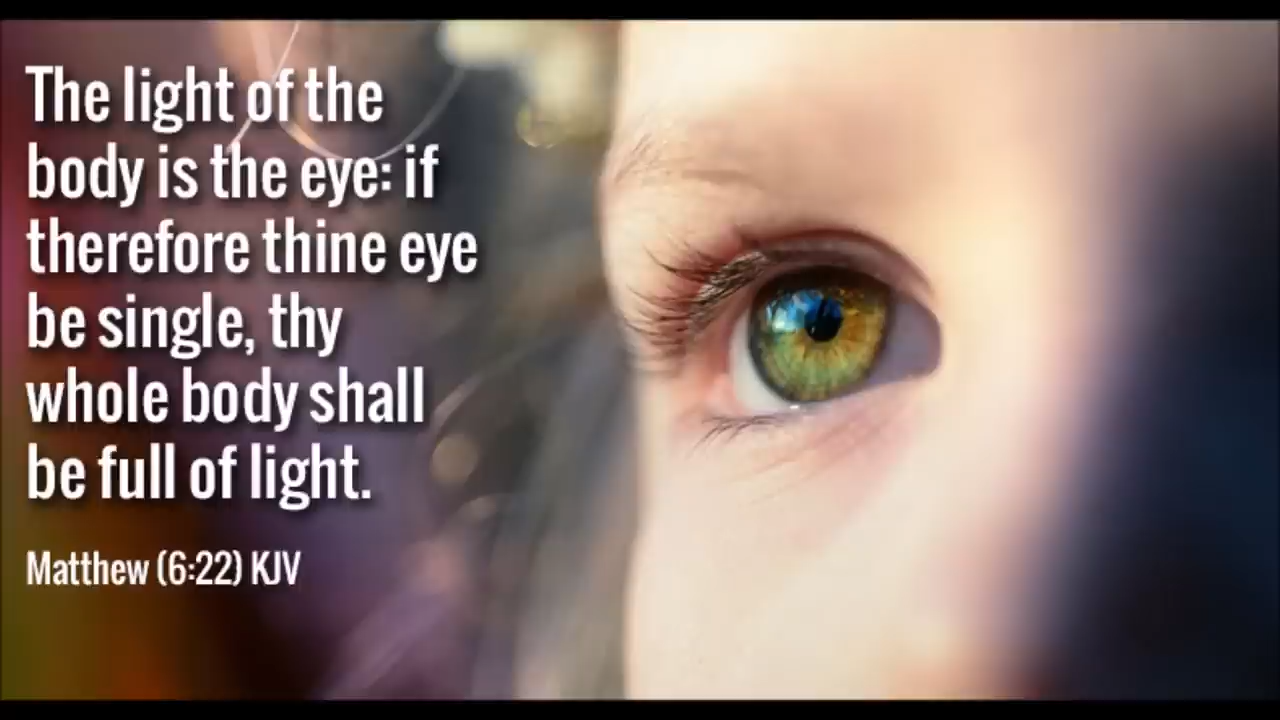 The light of the
body is the eye: if
therefore thine eye
be single, thy
whole body shall
be full of light.
Matthew (6:22) KJV